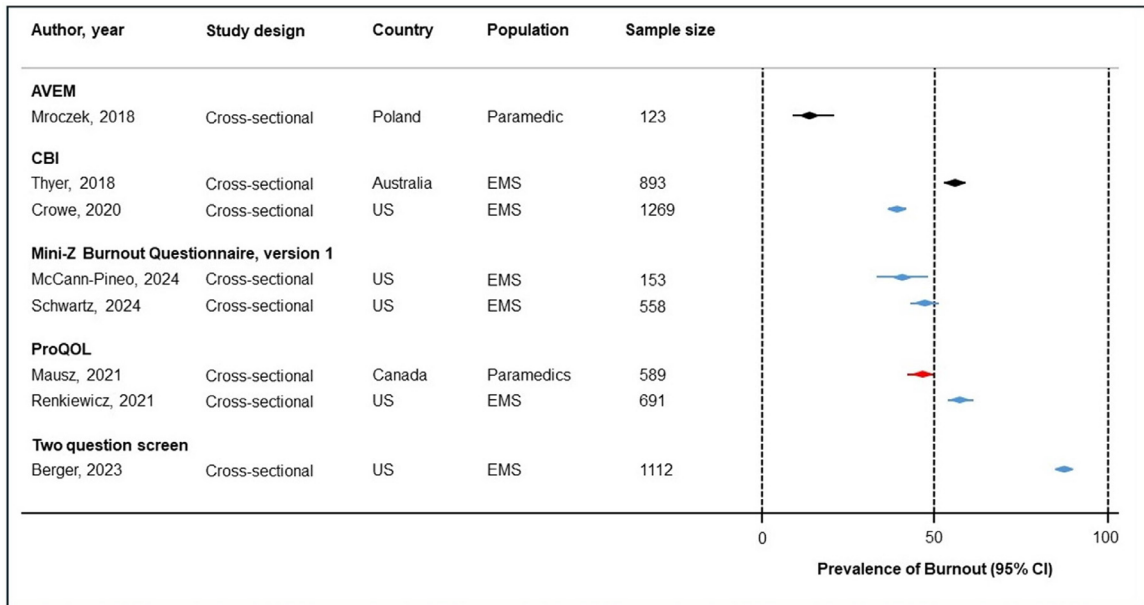 Author, year Study design Country Population Sample size
AVEM
Mroczek, 2018 Cross-sectional Poland Paramedic 123
CBI
Thyer, 2018 Cross-sectional Australia EMS 893
Crowe, 2020 Cross-sectional US EMS 1269
Mini-Z Burnout Questionnaire, version 1
McCann-Pineo, 2024 Cross-sectional US EMS 153
Schwartz, 2024 Cross-sectional US EMS 558
ProQOL
Mausz, 2021 Cross-sectional Canada Paramedics 589
Renkiewicz, 2021 Cross-sectional US EMS 691
Two question screen
Berger, 2023 Cross-sectional US EMS 1112
0 50 100
Prevalence of Burnout (95% CI)